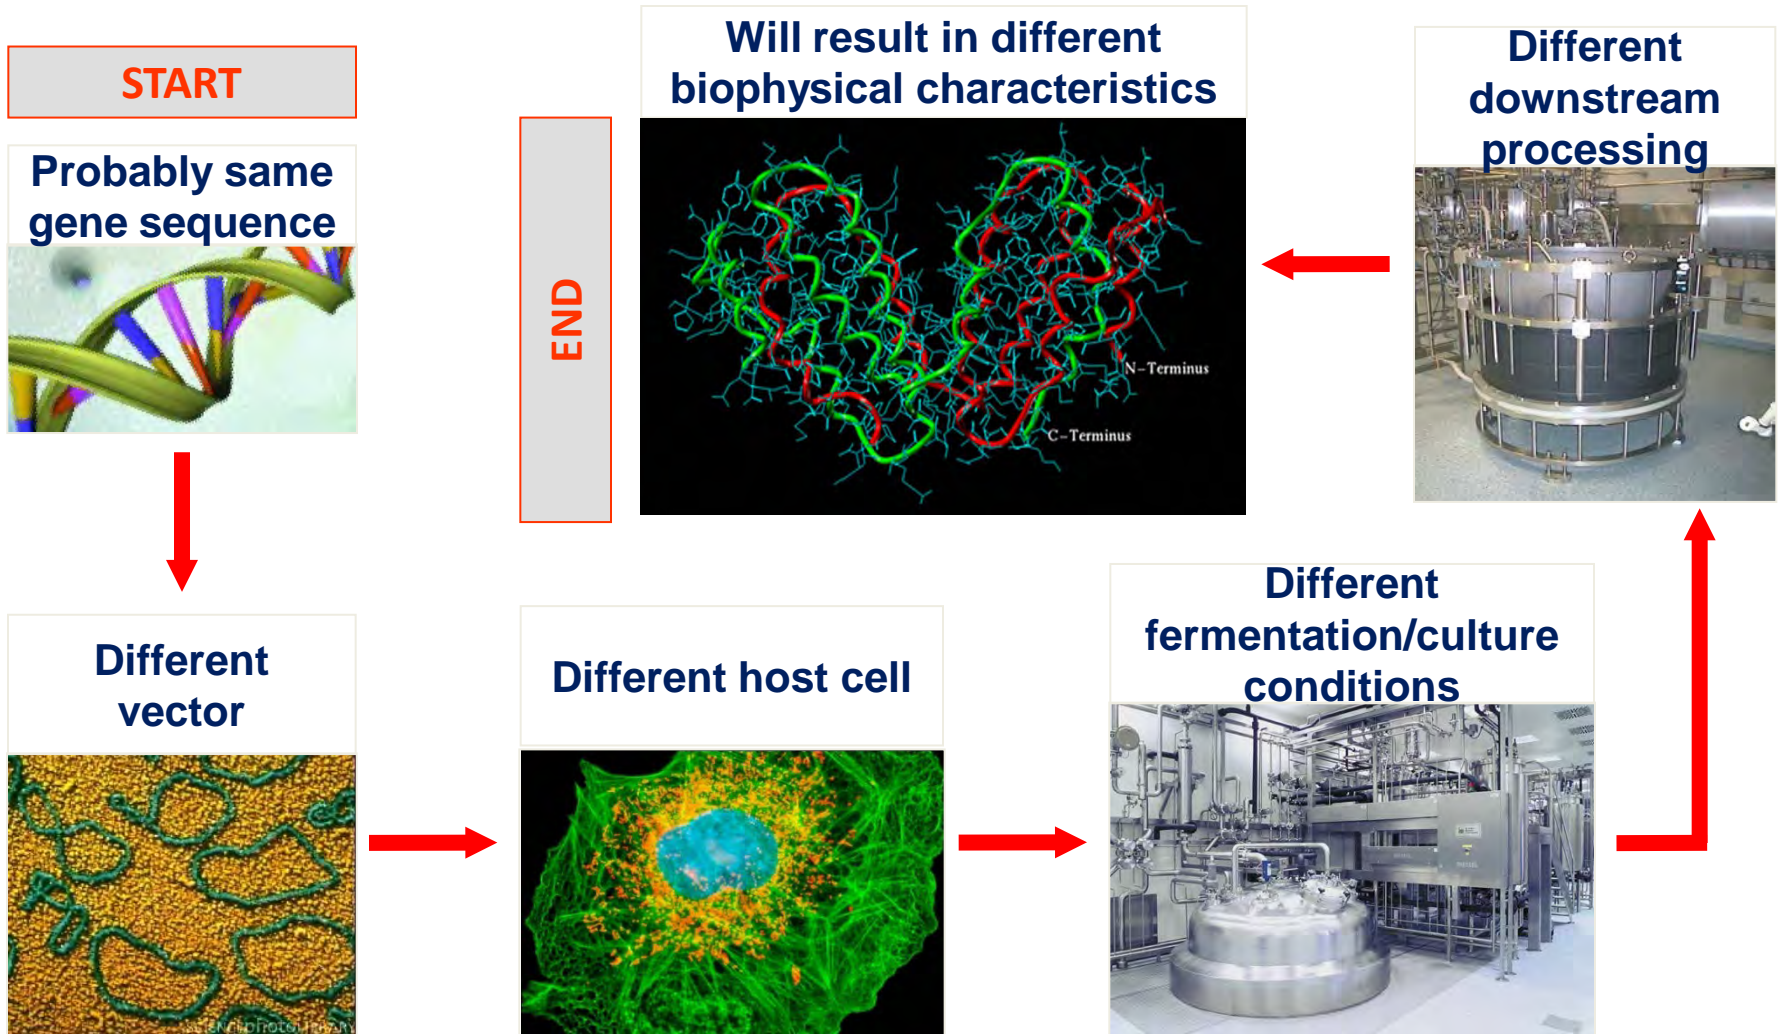 START
Probably same
gene sequence
Different
vector
SCIENCEPHOTOLIBRARY
Different host cell
Different
fermentation/culture
conditions
Different
downstream
processing
Will result in different
biophysical characteristics
N-Terminus
C-Terminus
END